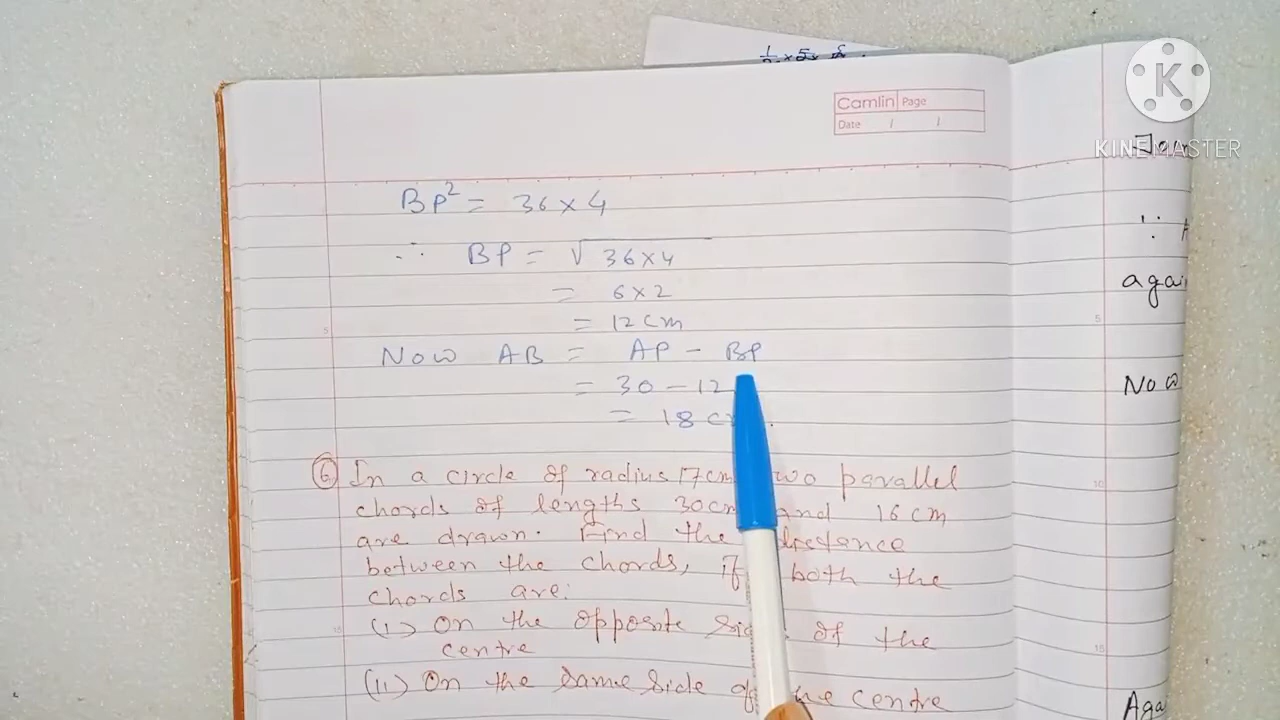 Camlin Page
Date / /
K
KINEMASTER
BP² = 36 × 4
∴ BP = √36×4
= 6×2
= 12 cm
Now AB = AP - BP
= 30 - 12
= 18
⑥ In a circle of radius 17cm two parallel
chords of lengths 30cm and 16 cm
are drawn. Find the distance
between the chords, if both the
chords are:
(i) On the opposite side of the
centre
(ii) On the same side of the centre
agai
Now
Aga